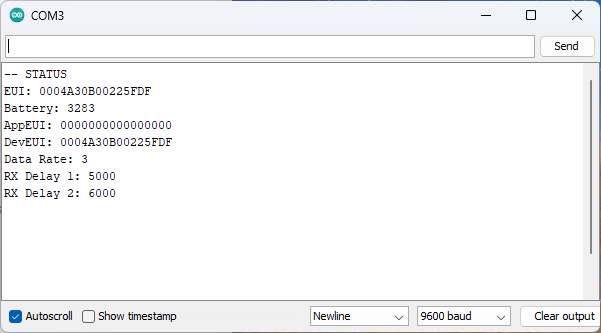 COM3
Send
-- STATUS
EUI: 0004A30B00225FDF
Battery: 3283
AppEUI: 0000000000000000
DevEUI: 0004A30B00225FDF
Data Rate: 3
RX Delay 1: 5000
RX Delay 2: 6000
Autoscroll Show timestamp Newline 9600 baud Clear output